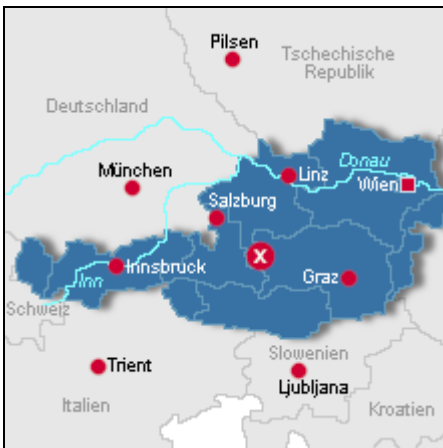 Pilsen
Tschechische
Republik
Deutschland
München
Linz
Donau
Wien
Salzburg
X
Innsbruck
Inn
Graz
Schweiz
Trient
Slowenien
Ljubljana
Italien
Kroatien